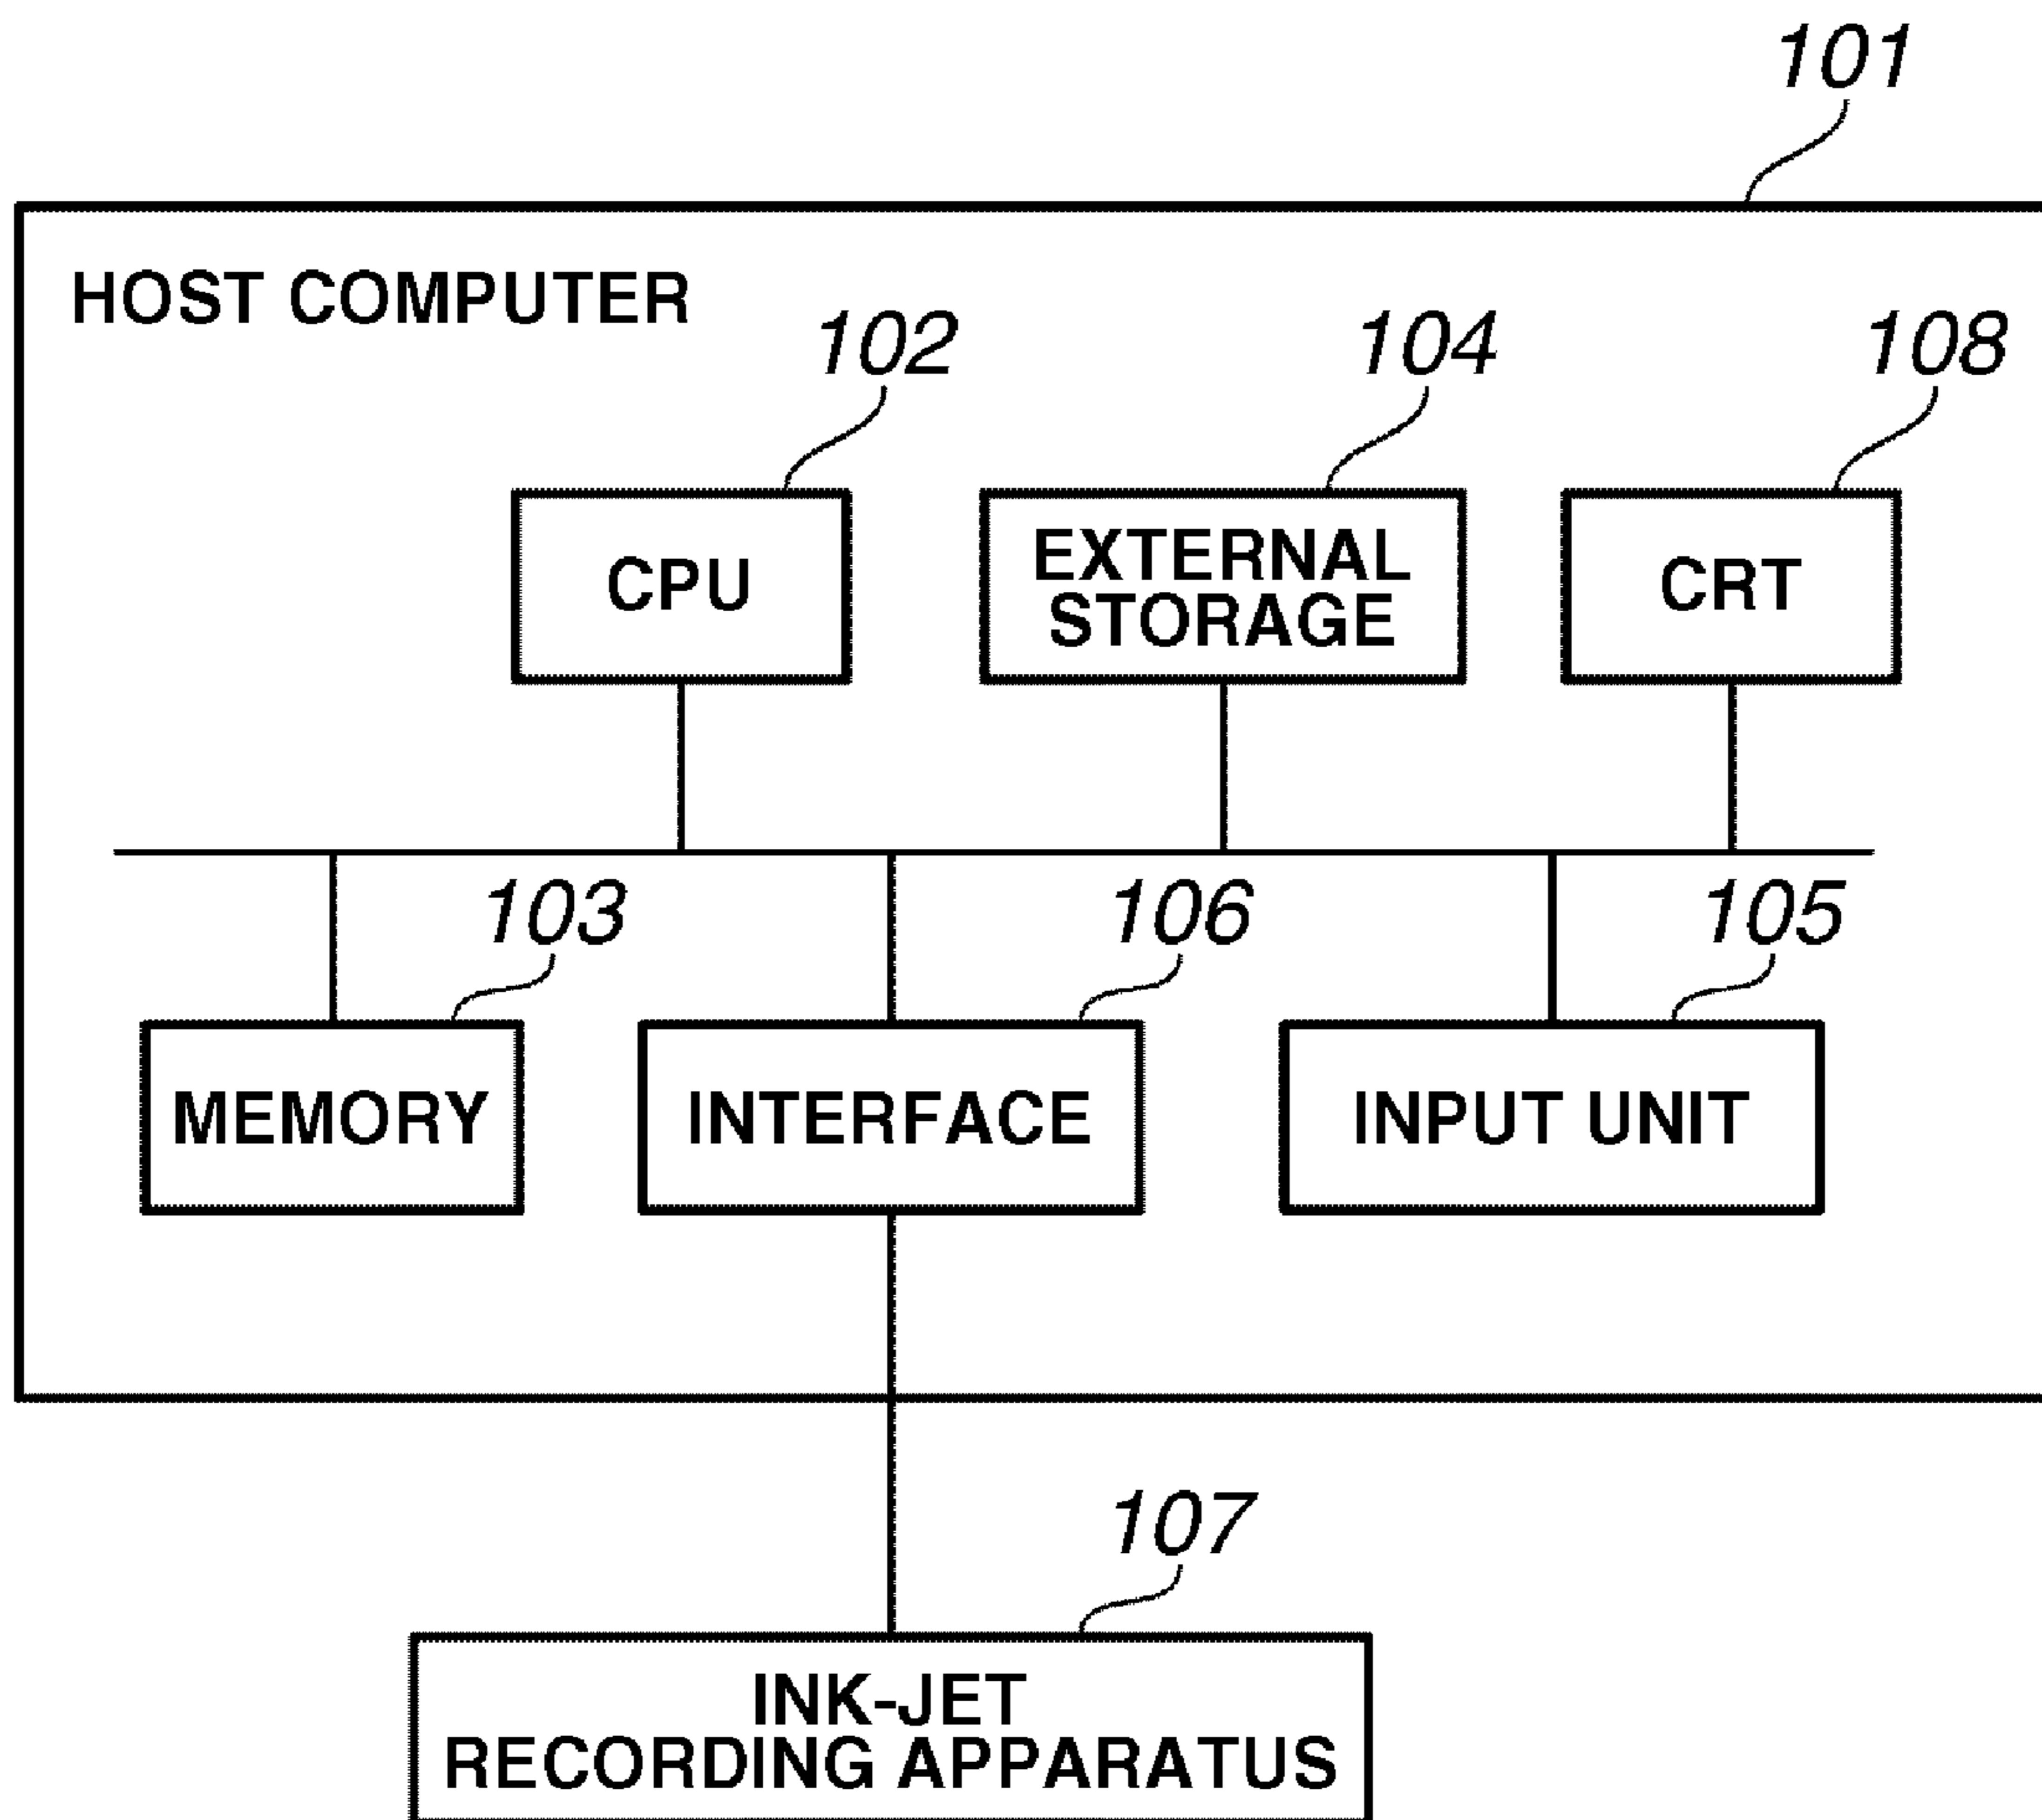 101
HOST COMPUTER
102
104
108
CPU
EXTERNAL
STORAGE
CRT
103
106
105
MEMORY
INTERFACE
INPUT UNIT
107
INK-JET
RECORDING APPARATUS